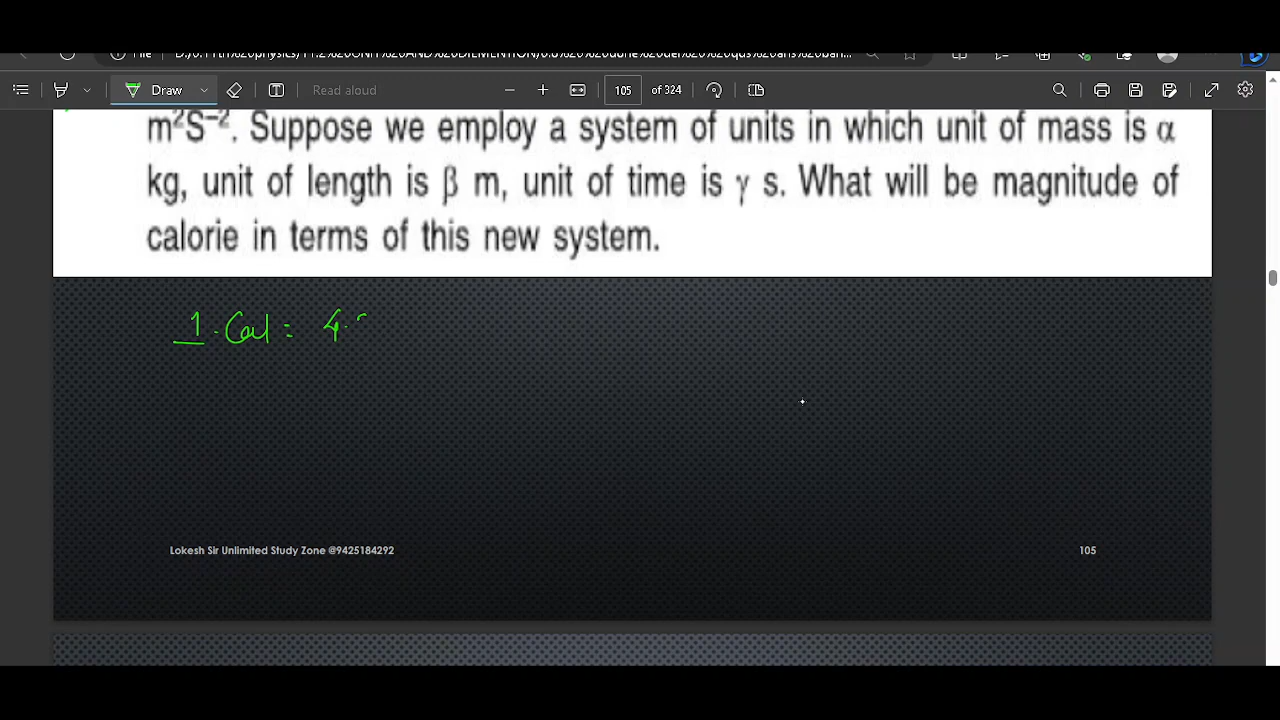 Draw
Read aloud
105 of 324
m²S⁻². Suppose we employ a system of units in which unit of mass is α
kg, unit of length is β m, unit of time is γ s. What will be magnitude of
calorie in terms of this new system.
1 Cal = 4.
Lokesh Sir Unlimited Study Zone @9425184292
105